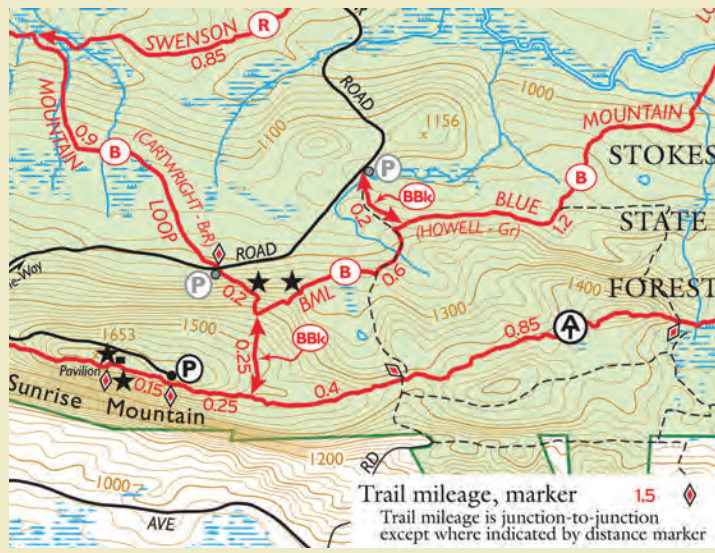 SWENSON
R
0.85
ROAD
1000
LO
MOUNTAIN
0.9
B
(CARTWRIGHT - BrR)
LOOP
1100
1156
P
BBk
0.2
MOUNTAIN
B
STOKES
BLUE
(HOWELL - Gr)
1.2
STATE
FOREST
ROAD
P
0.2
BML
B
0.6
1300
1400
e-Way
1500
0.25
BBk
0.85
1653
P
Pavilion
0.15
0.25
0.4
Sunrise Mountain
1200
1000
RD
AVE
Trail mileage, marker 1.5
Trail mileage is junction-to-junction
except where indicated by distance marker